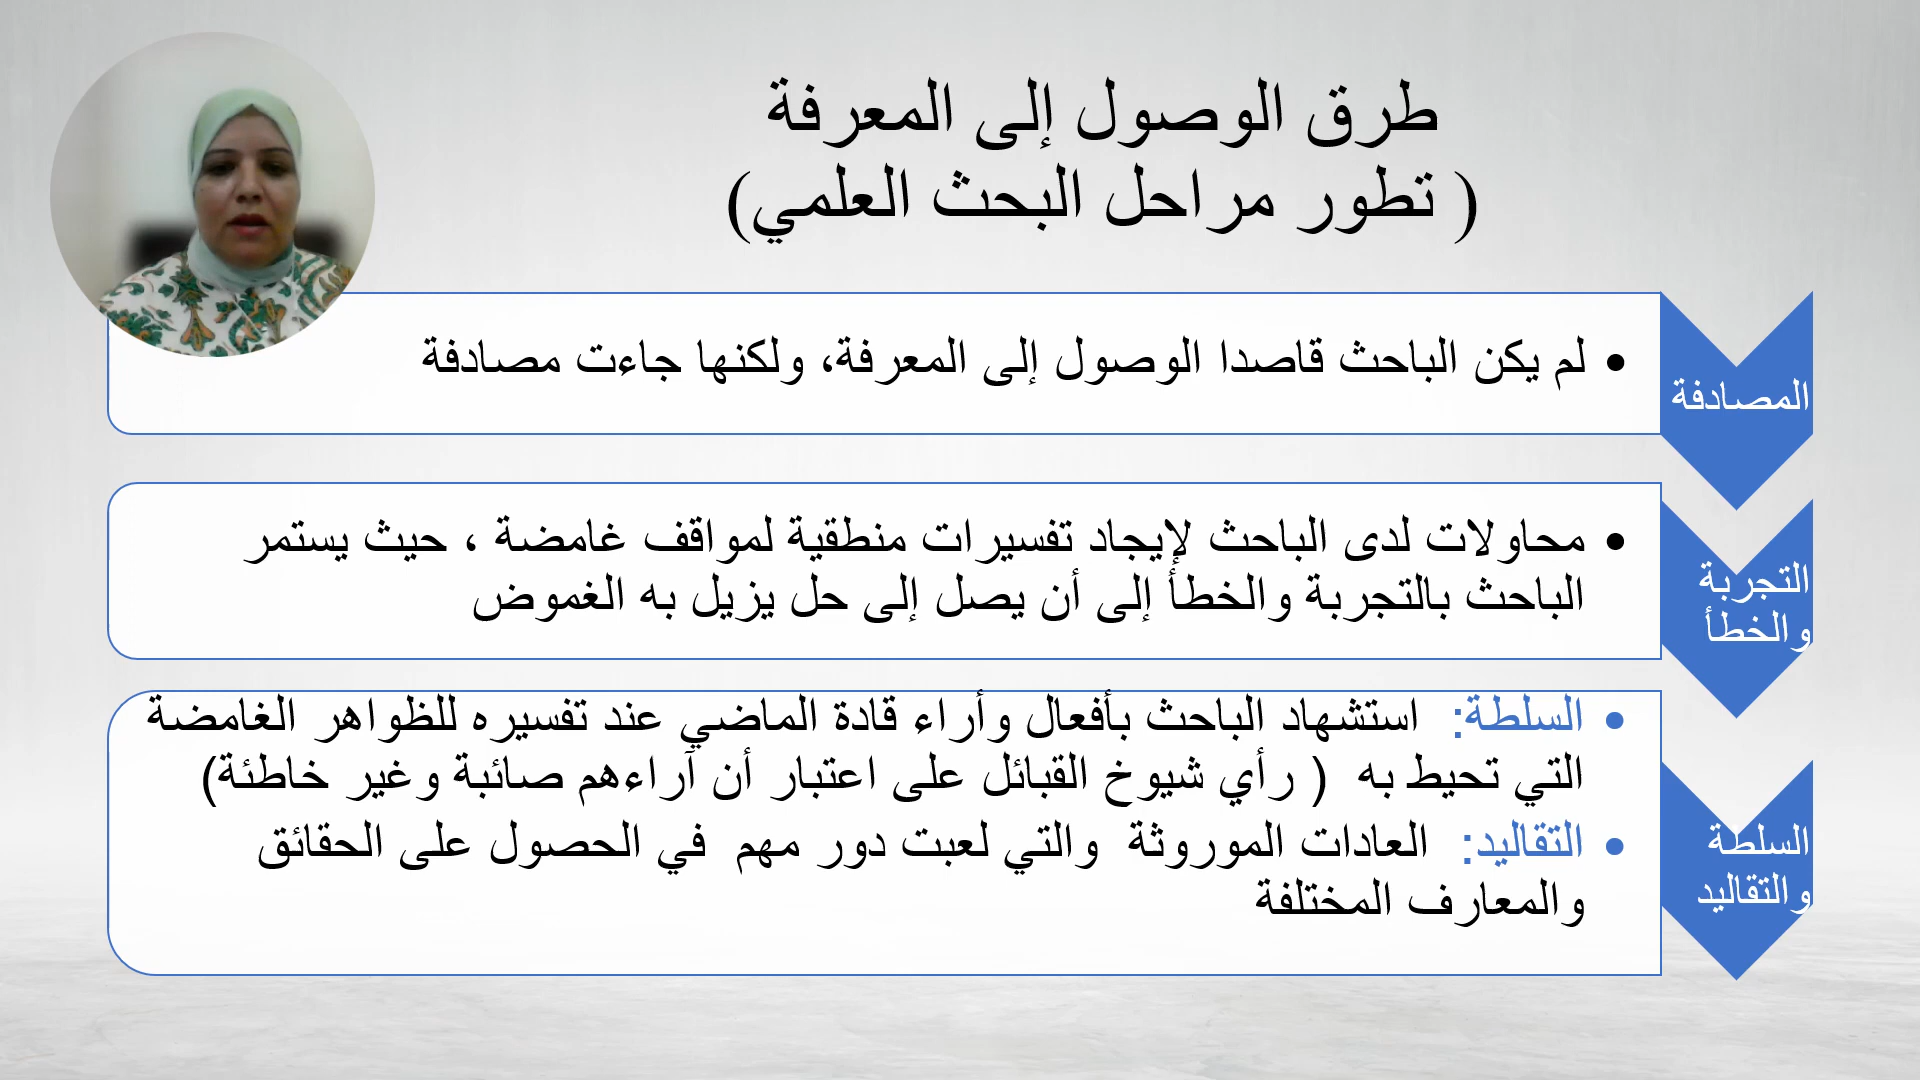 طرق الوصول إلى المعرفة
( تطور مراحل البحث العلمي)
المصادفة
• لم يكن الباحث قاصدا الوصول إلى المعرفة، ولكنها جاءت مصادفة
التجربة
والخطأ
• محاولات لدى الباحث لإيجاد تفسيرات منطقية لمواقف غامضة ، حيث يستمر
الباحث بالتجربة والخطأ إلى أن يصل إلى حل يزيل به الغموض
السلطة
والتقاليد
• السلطة: استشهاد الباحث بأفعال وأراء قادة الماضي عند تفسيره للظواهر الغامضة
التي تحيط به ( رأي شيوخ القبائل على اعتبار أن آراءهم صائبة وغير خاطئة)
• التقاليد: العادات الموروثة والتي لعبت دور مهم في الحصول على الحقائق
والمعارف المختلفة